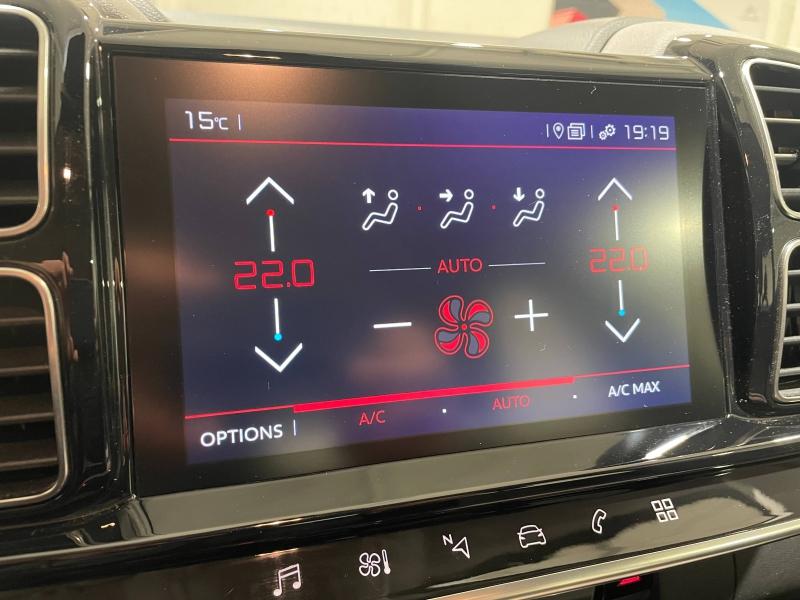 15°C 19:19
22.0 22.0
AUTO
A/C AUTO A/C MAX
OPTIONS
N